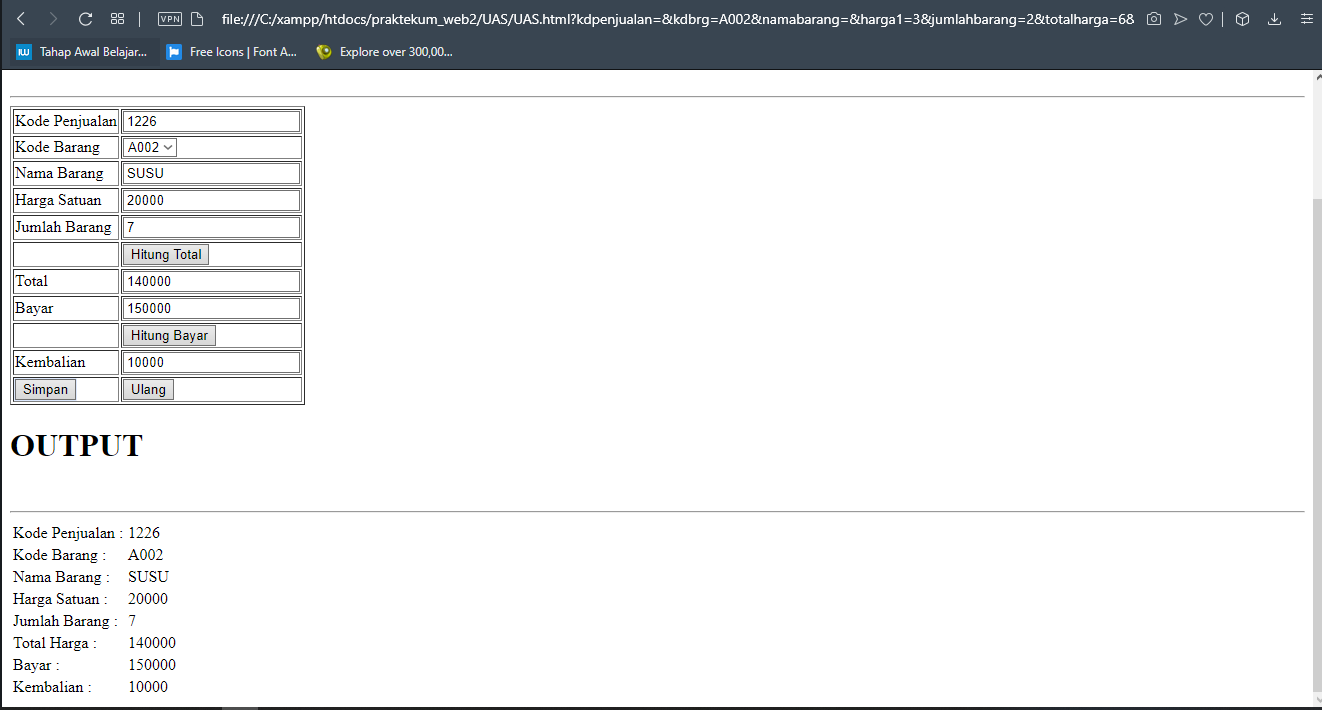 VPN file:///C:/xampp/htdocs/praktekum_web2/UAS/UAS.html?kdpenjualan=&kdbrg=A002&namabarang=&harga1=3&jumlahbarang=2&totalharga=68
Tahap Awal Belajar... Free Icons | Font A... Explore over 300,00...
Kode Penjualan 1226
Kode Barang A002
Nama Barang SUSU
Harga Satuan 20000
Jumlah Barang 7
Hitung Total
Total 140000
Bayar 150000
Hitung Bayar
Kembalian 10000
Simpan Ulang
OUTPUT
Kode Penjualan : 1226
Kode Barang : A002
Nama Barang : SUSU
Harga Satuan : 20000
Jumlah Barang : 7
Total Harga : 140000
Bayar : 150000
Kembalian : 10000